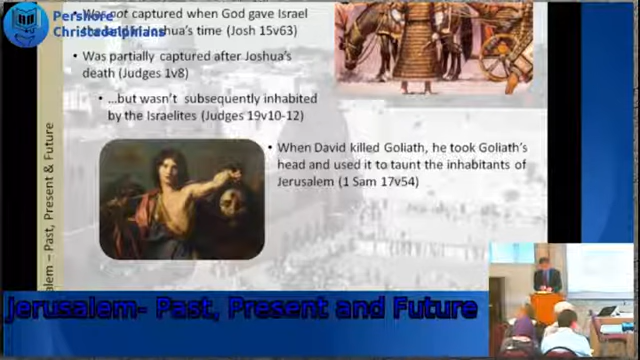 Pershore
Christadelphians
Was not captured when God gave Israel
Joshua's time (Josh 15v63)
• Was partially captured after Joshua's
death (Judges 1v8)
• …but wasn't subsequently inhabited
by the Israelites (Judges 19v10-12)
• When David killed Goliath, he took Goliath's
head and used it to taunt the inhabitants of
Jerusalem (1 Sam 17v54)
alem – Past, Present & Future
Jerusalem- Past, Present and Future